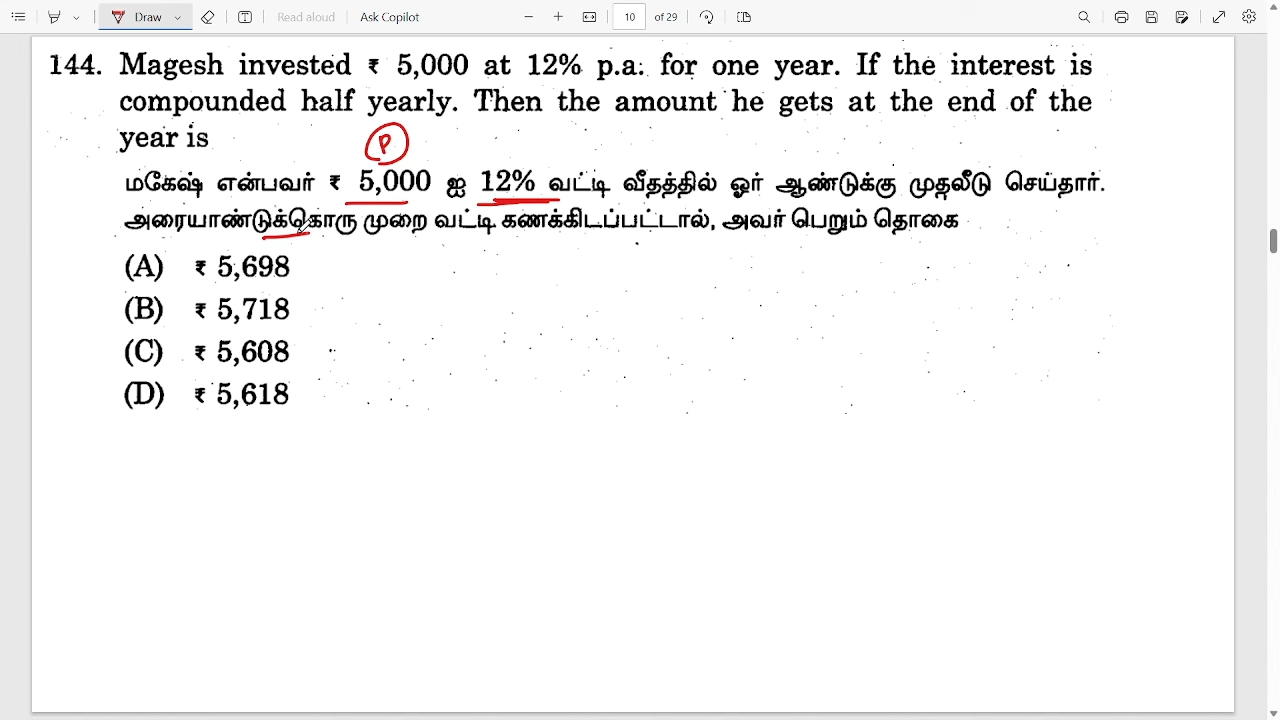 Draw
Read aloud
Ask Copilot
10 of 29
144. Magesh invested ₹ 5,000 at 12% p.a. for one year. If the interest is
compounded half yearly. Then the amount he gets at the end of the
year is
P
மகேஷ் என்பவர் ₹ 5,000 ஐ 12% வட்டி வீதத்தில் ஓர் ஆண்டுக்கு முதலீடு செய்தார்.
அரையாண்டுக்கொரு முறை வட்டி கணக்கிடப்பட்டால், அவர் பெறும் தொகை
(A) ₹ 5,698
(B) ₹ 5,718
(C) ₹ 5,608
(D) ₹ 5,618